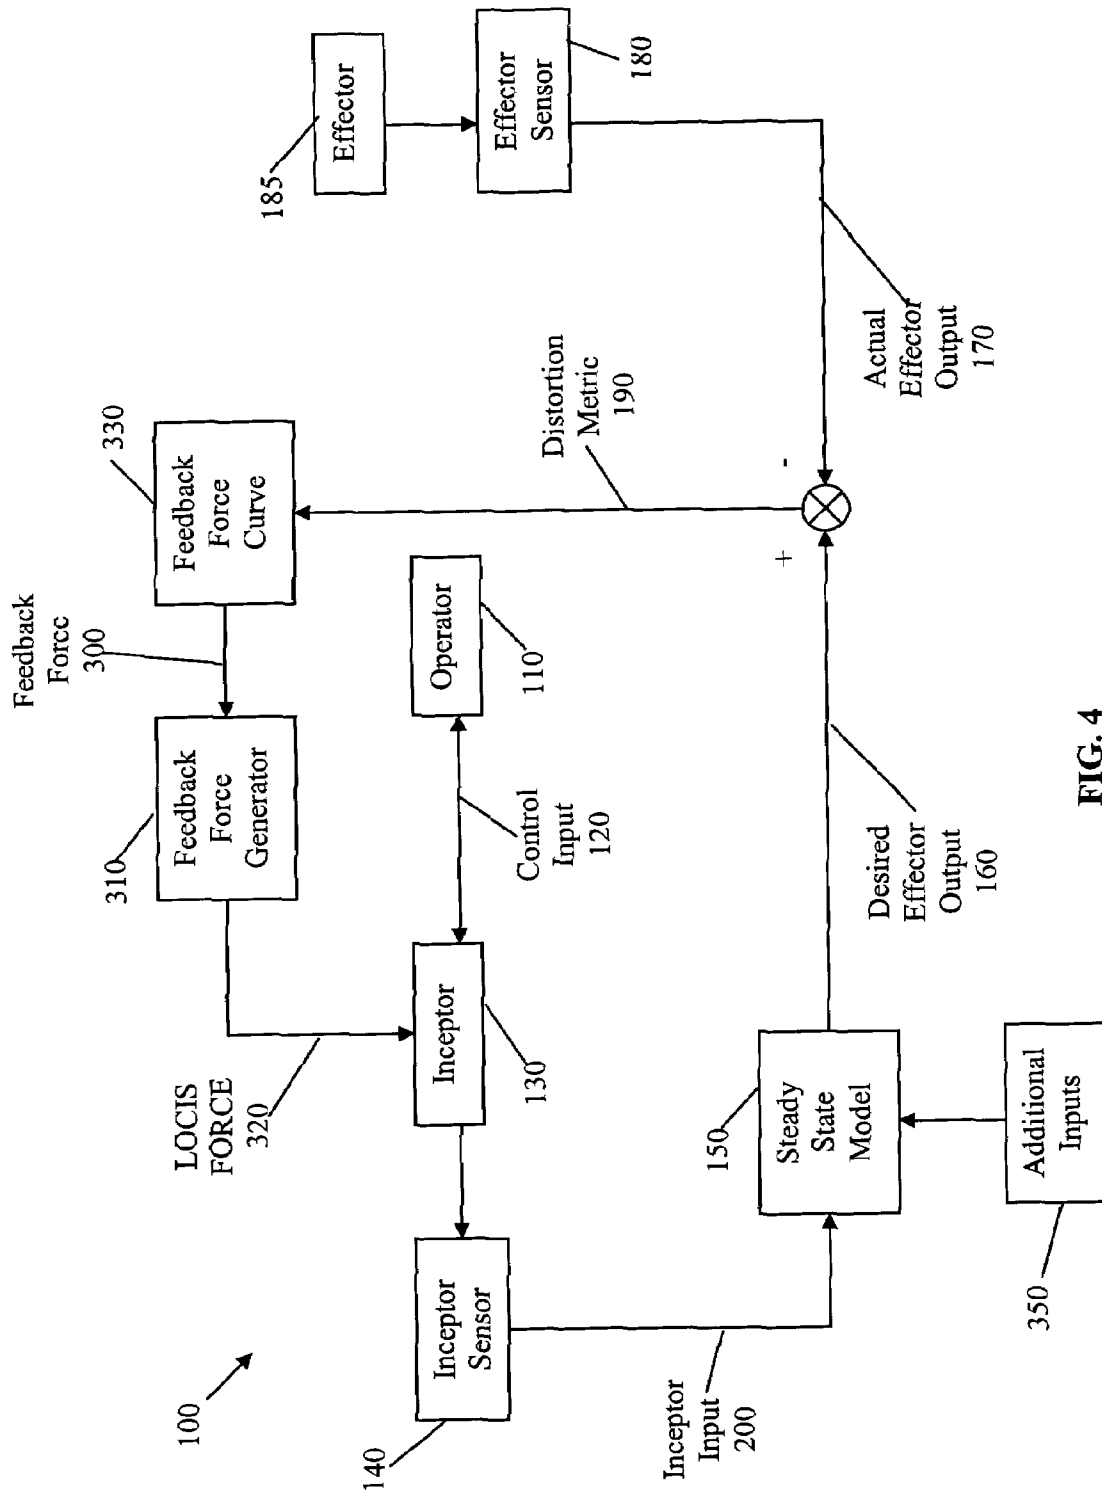 100
140
Inceptor
Sensor
Inceptor
Input
200
LOCIS
FORCE
320
Inceptor
130
310
Feedback
Force
Generator
Feedback
Force
300
Feedback
Force
Curve
330
Control
Input
120
Operator
110
Distortion
Metric
190
185
Effector
Effector
Sensor
180
150
Steady
State
Model
350
Additional
Inputs
Desired
Effector
Output
160
+
-
Actual
Effector
Output
170
FIG. 4